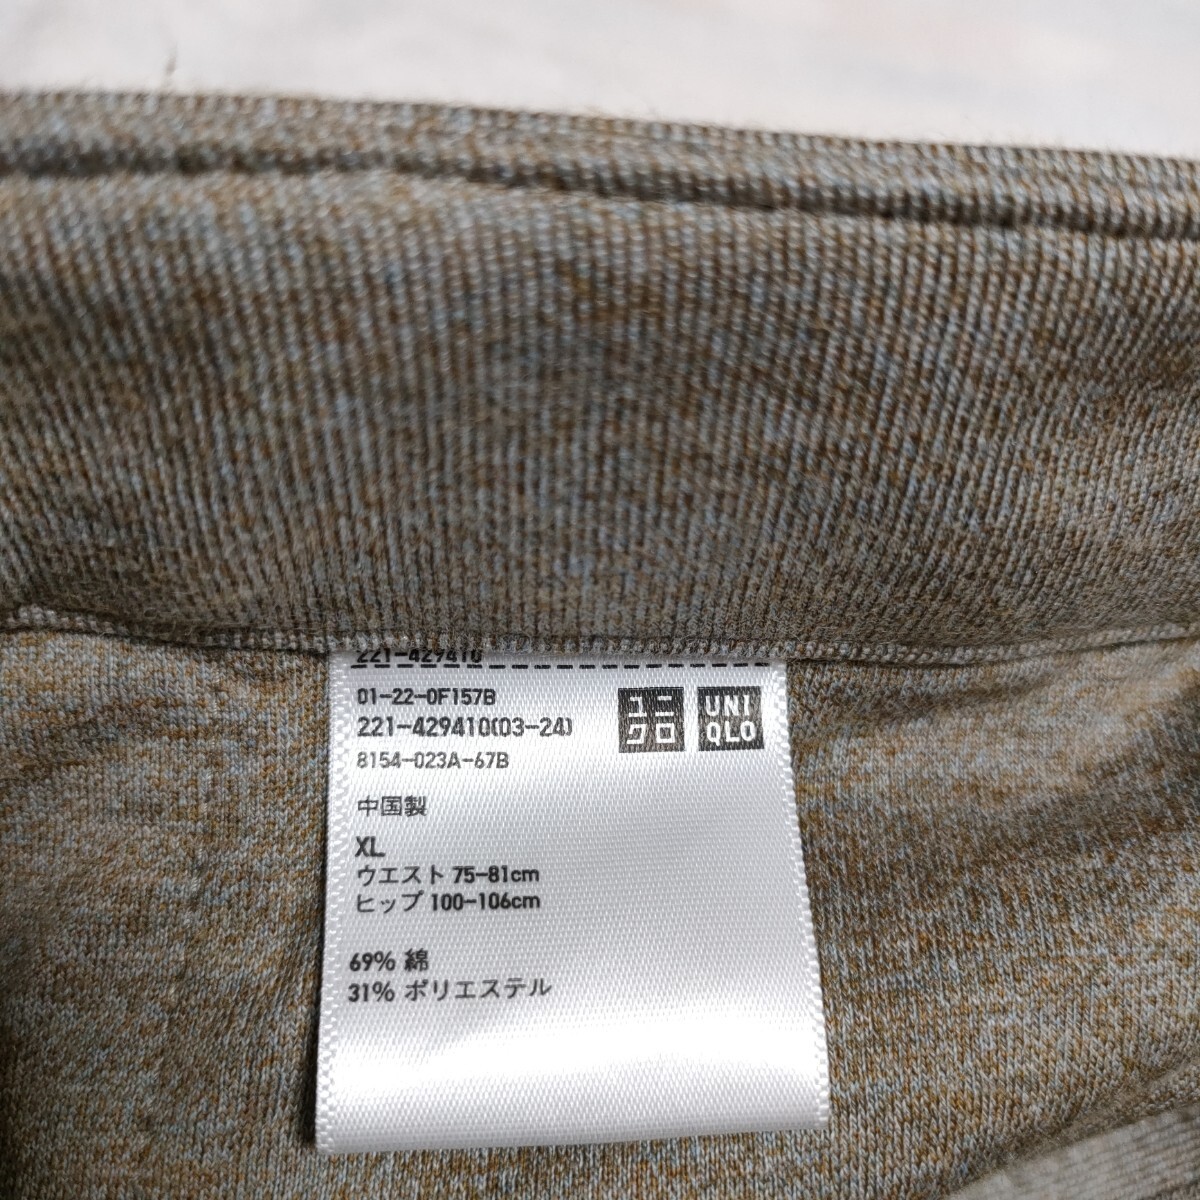 221-429410
01-22-0F157B
221-429410(03-24)
8154-023A-67B
ユニ
クロ
UNI
QLO
中国製
XL
ウエスト 75-81cm
ヒップ 100-106cm
69% 綿
31% ポリエステル